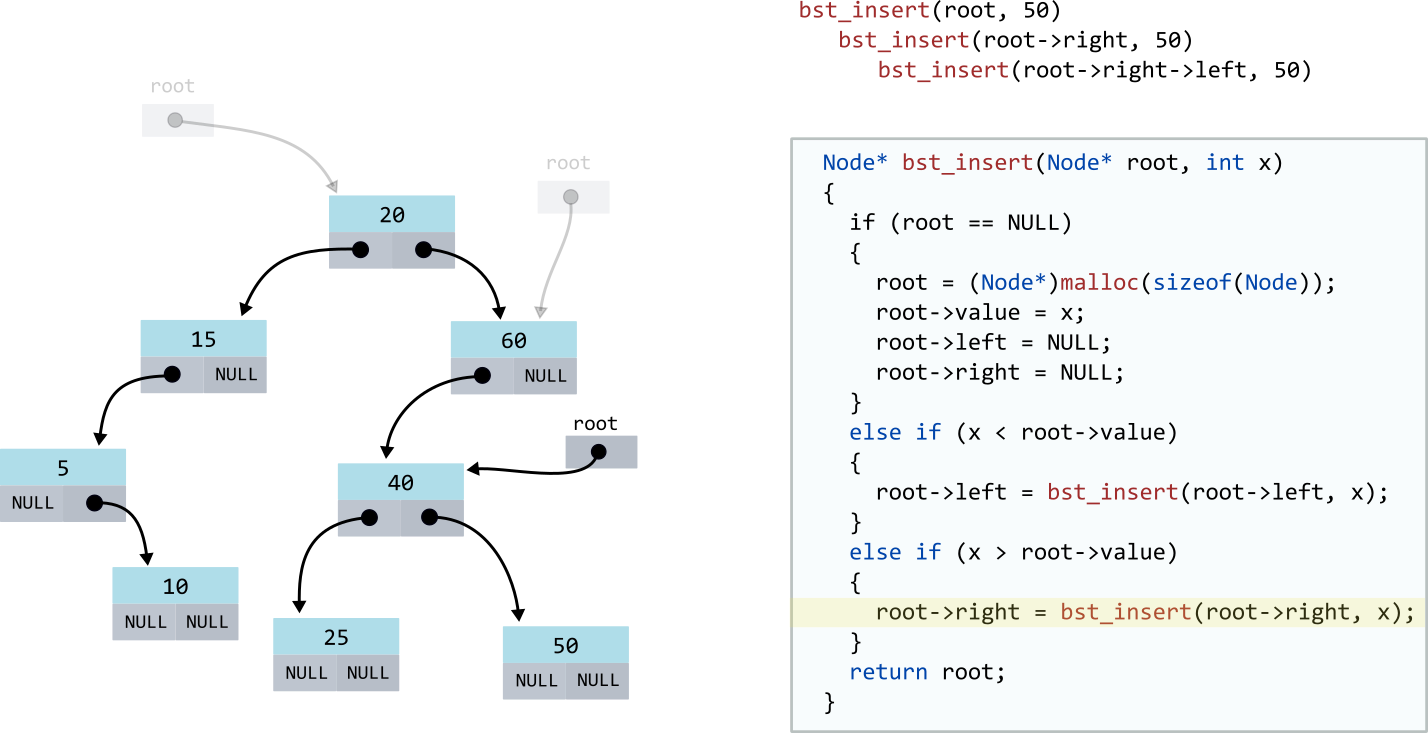 bst_insert(root, 50)
bst_insert(root->right, 50)
bst_insert(root->right->left, 50)
root
root
20
15
NULL
60
NULL
root
5
NULL
40
10
NULL NULL
25
NULL NULL
50
NULL NULL
Node* bst_insert(Node* root, int x)
{
if (root == NULL)
{
root = (Node*)malloc(sizeof(Node));
root->value = x;
root->left = NULL;
root->right = NULL;
}
else if (x < root->value)
{
root->left = bst_insert(root->left, x);
}
else if (x > root->value)
{
root->right = bst_insert(root->right, x);
}
return root;
}